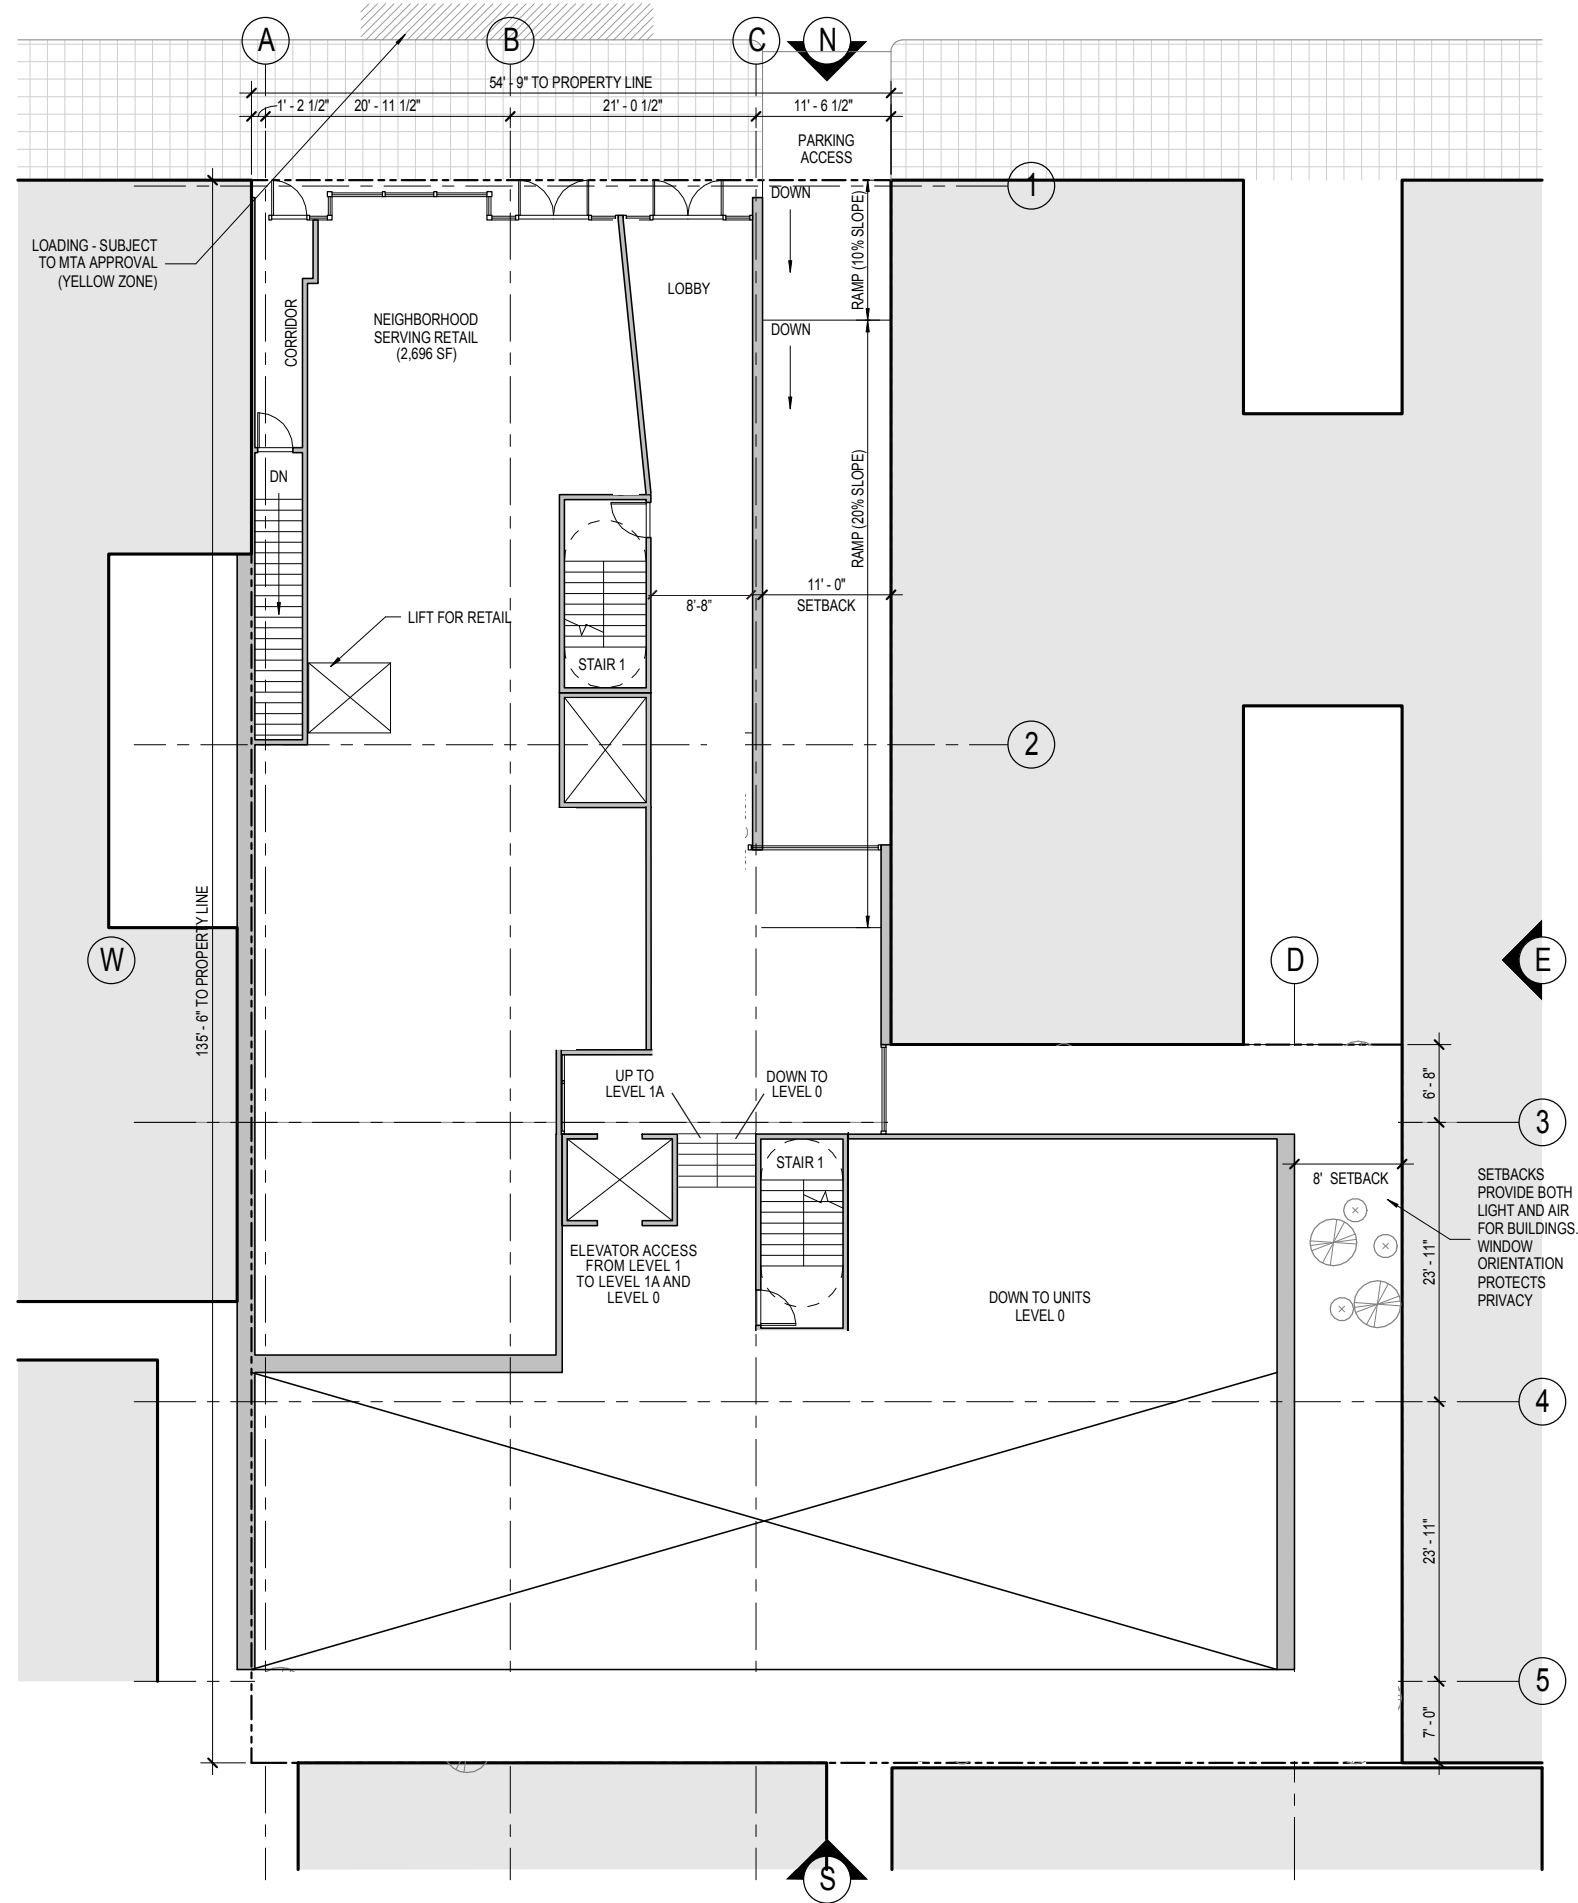 A
B
C
N
54' - 9" TO PROPERTY LINE
1' - 2 1/2"
20' - 11 1/2"
21' - 0 1/2"
11' - 6 1/2"
PARKING
ACCESS
1
DOWN
RAMP (10% SLOPE)
LOADING - SUBJECT
TO MTA APPROVAL
(YELLOW ZONE)
LOBBY
CORRIDOR
NEIGHBORHOOD
SERVING RETAIL
(2,696 SF)
DOWN
DN
RAMP (20% SLOPE)
11' - 0"
SETBACK
8'-8"
LIFT FOR RETAIL
STAIR 1
2
135' - 6" TO PROPERTY LINE
W
D
E
UP TO
LEVEL 1A
DOWN TO
LEVEL 0
6' - 8"
3
STAIR 1
8' SETBACK
SETBACKS
PROVIDE BOTH
LIGHT AND AIR
FOR BUILDINGS.
WINDOW
ORIENTATION
PROTECTS
PRIVACY
23' - 11"
ELEVATOR ACCESS
FROM LEVEL 1
TO LEVEL 1A AND
LEVEL 0
DOWN TO UNITS
LEVEL 0
4
23' - 11"
5
7' - 0"
S